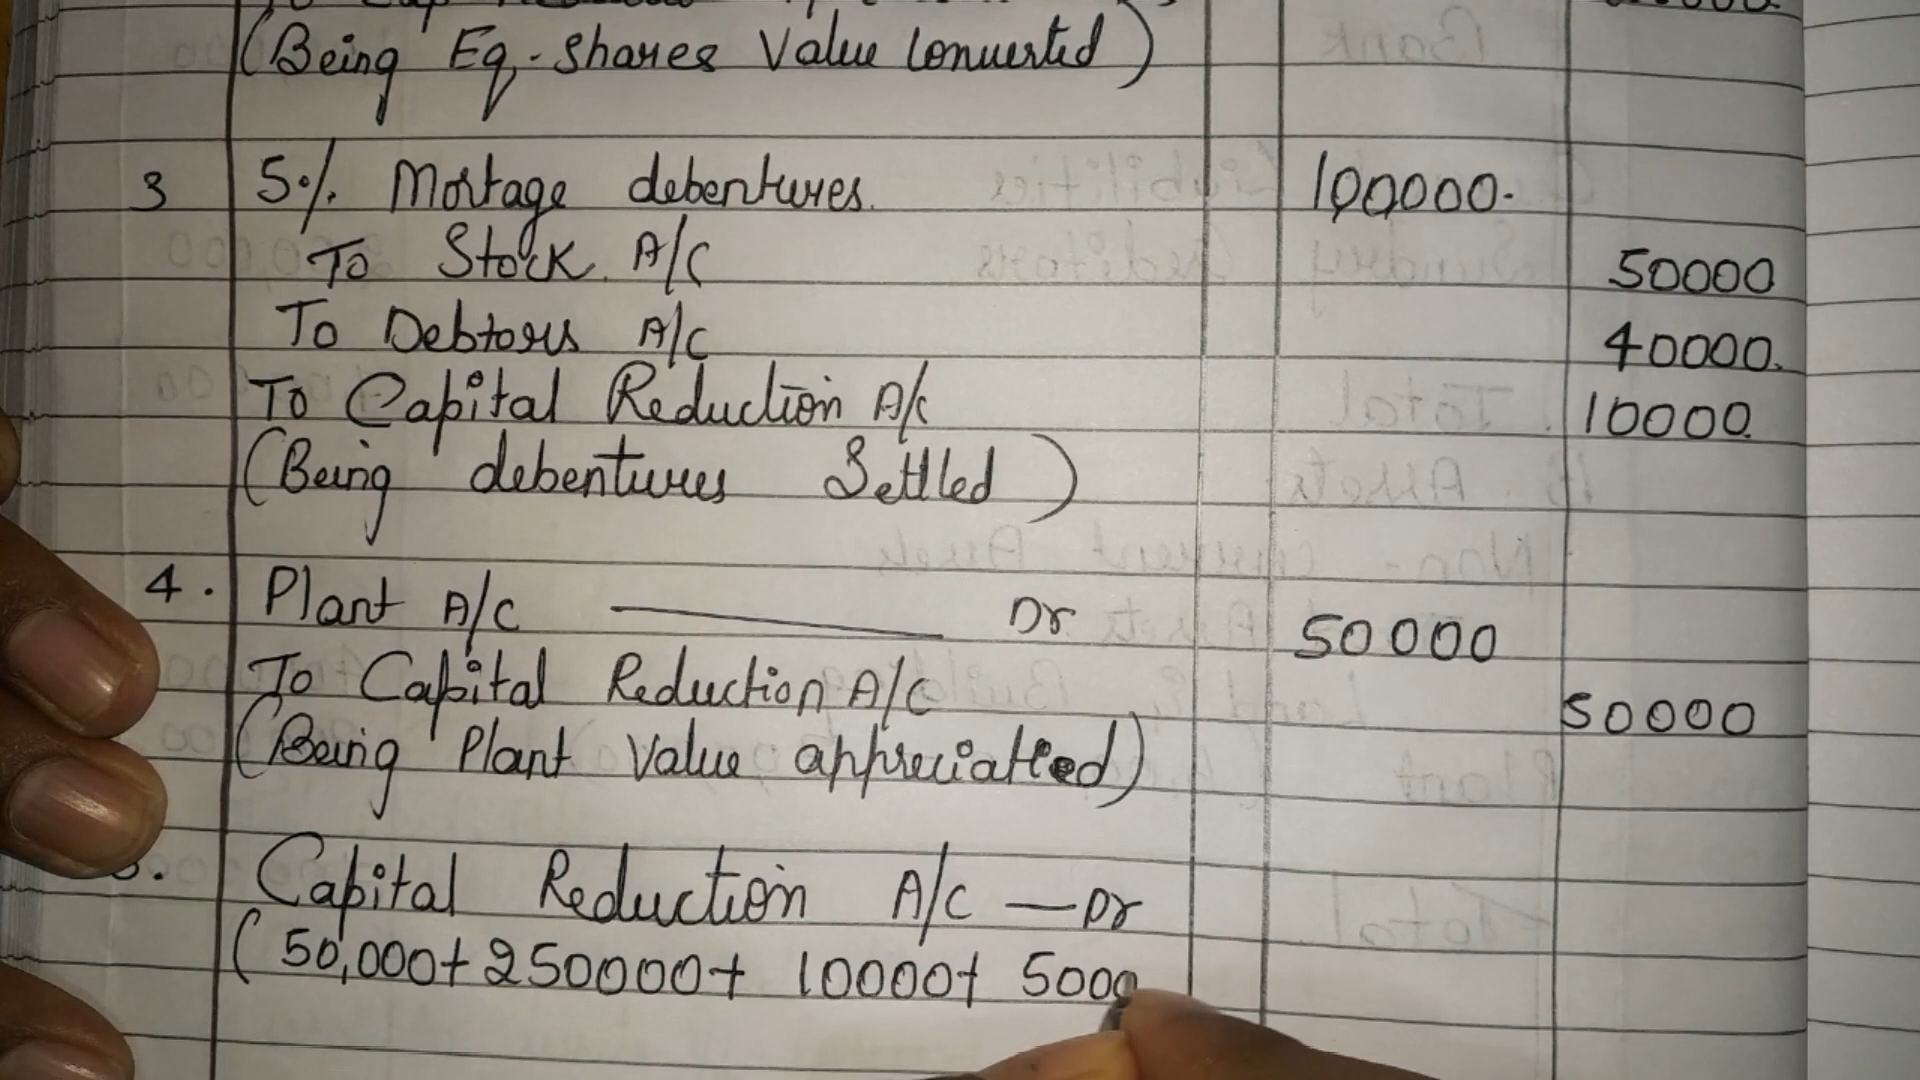 (Being Eq.-Shares Value Converted)
3 5% Mortage debentures. 100000.
To Stock A/C 50000
To Debtors A/C 40000.
To Capital Reduction A/c 10000.
(Being debentures Settled)
4. Plant A/C Dr 50000
To Capital Reduction A/C 50000
(Being Plant Value appreciatted)
Capital Reduction A/C — Dr
(50,000+250000+ 10000+ 5000